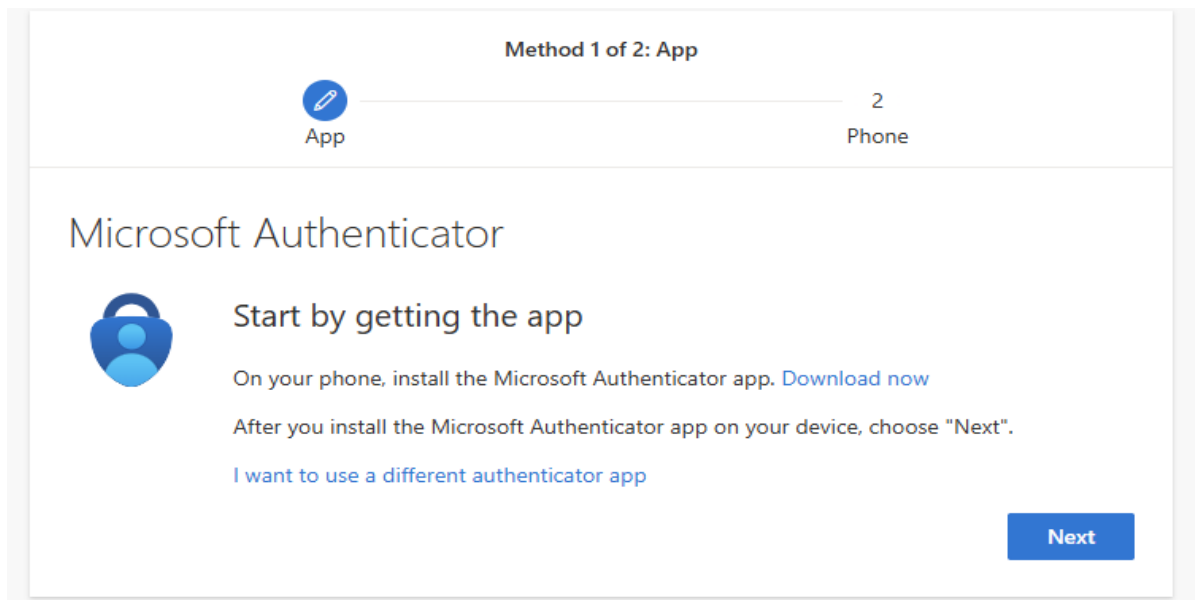 Method 1 of 2: App
2
App
Phone
Microsoft Authenticator
Start by getting the app
On your phone, install the Microsoft Authenticator app. Download now
After you install the Microsoft Authenticator app on your device, choose "Next".
I want to use a different authenticator app
Next